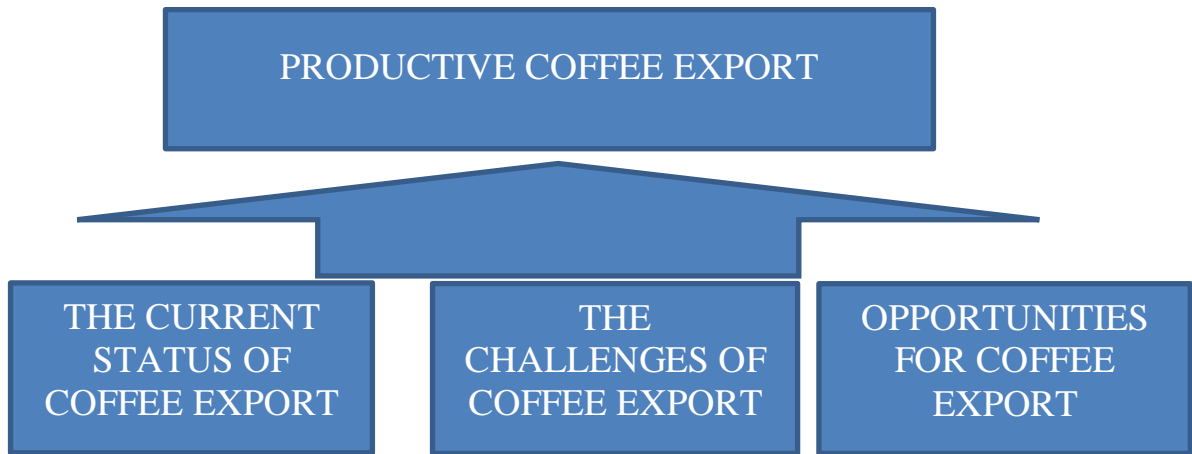 PRODUCTIVE COFFEE EXPORT
THE CURRENT
STATUS OF
COFFEE EXPORT
THE
CHALLENGES OF
COFFEE EXPORT
OPPORTUNITIES
FOR COFFEE
EXPORT